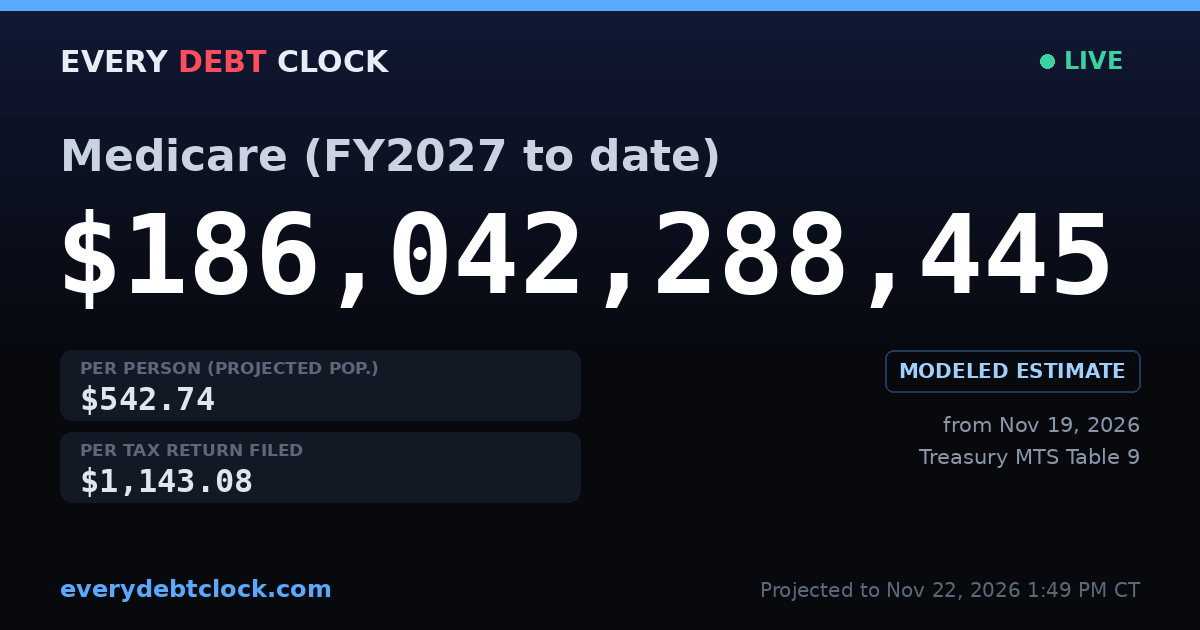 EVERY DEBT CLOCK
LIVE
Medicare (FY2027 to date)
$186,042,288,445
PER PERSON (PROJECTED POP.)
$542.74
PER TAX RETURN FILED
$1,143.08
MODELED ESTIMATE
from Nov 19, 2026
Treasury MTS Table 9
everydebtclock.com
Projected to Nov 22, 2026 1:49 PM CT